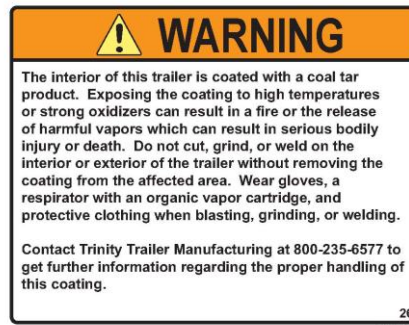 WARNING
The interior of this trailer is coated with a coal tar
product. Exposing the coating to high temperatures
or strong oxidizers can result in a fire or the release
of harmful vapors which can result in serious bodily
injury or death. Do not cut, grind, or weld on the
interior or exterior of the trailer without removing the
coating from the affected area. Wear gloves, a
respirator with an organic vapor cartridge, and
protective clothing when blasting, grinding, or welding.
Contact Trinity Trailer Manufacturing at 800-235-6577 to
get further information regarding the proper handling of
this coating.